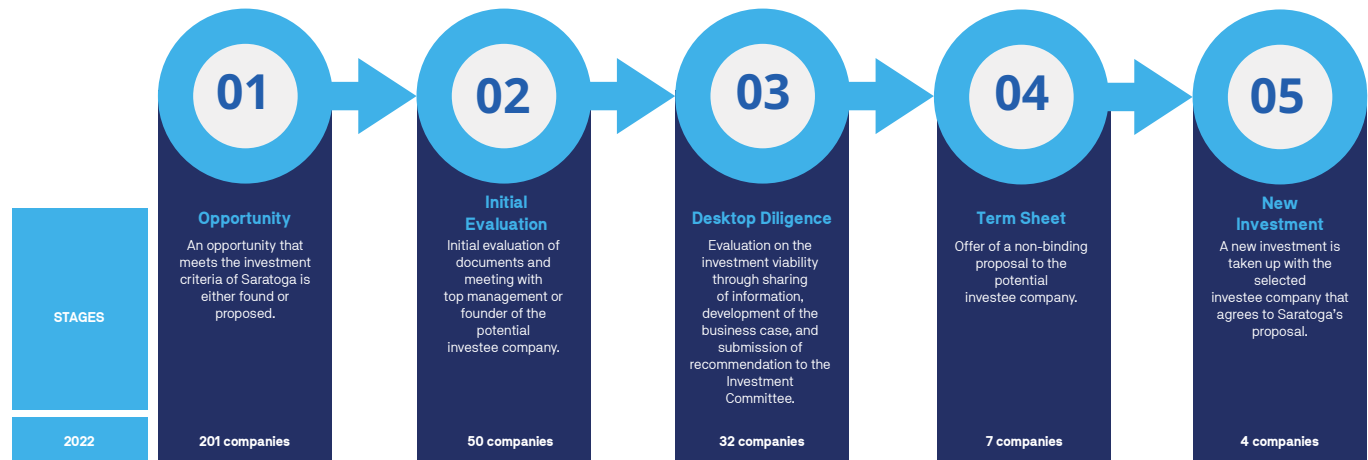 01
02
03
04
05
STAGES
Opportunity
An opportunity that
meets the investment
criteria of Saratoga is
either found or
proposed.
Initial
Evaluation
Initial evaluation of
documents and
meeting with
top management or
founder of the
potential
investee company.
Desktop Diligence
Evaluation on the
investment viability
through sharing
of information,
development of the
business case, and
submission of
recommendation to the
Investment
Committee.
Term Sheet
Offer of a non-binding
proposal to the
potential
investee company.
New
Investment
A new investment is
taken up with the
selected
investee company that
agrees to Saratoga's
proposal.
2022
201 companies
50 companies
32 companies
7 companies
4 companies